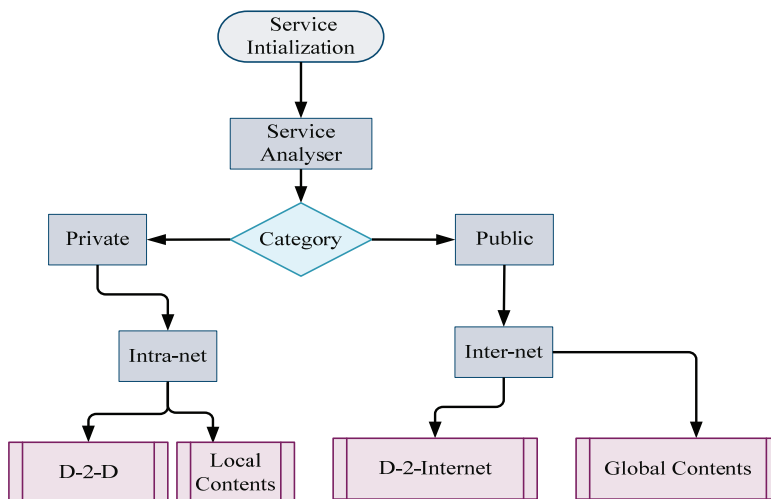 Service
Intialization
Service
Analyser
Private
Category
Public
Intra-net
Inter-net
D-2-D
Local
Contents
D-2-Internet
Global Contents